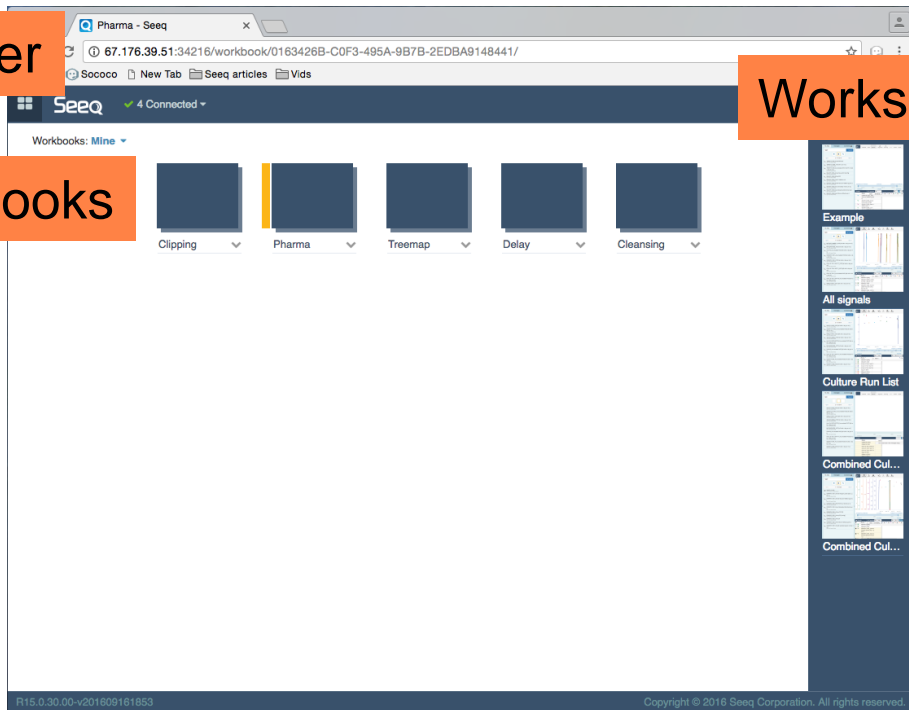 er
Pharma - Seeq
67.176.39.51:34216/workbook/0163426B-C0F3-495A-9B7B-2EDBA9148441/
Sococo New Tab Seeq articles Vids
Works
Seeq 4 Connected
Workbooks: Mine
ooks
Clipping Pharma Treemap Delay Cleansing
Example
All signals
Culture Run List
Combined Cul...
Combined Cul...
R15.0.30.00-v201609161853 Copyright © 2016 Seeq Corporation. All rights reserved.